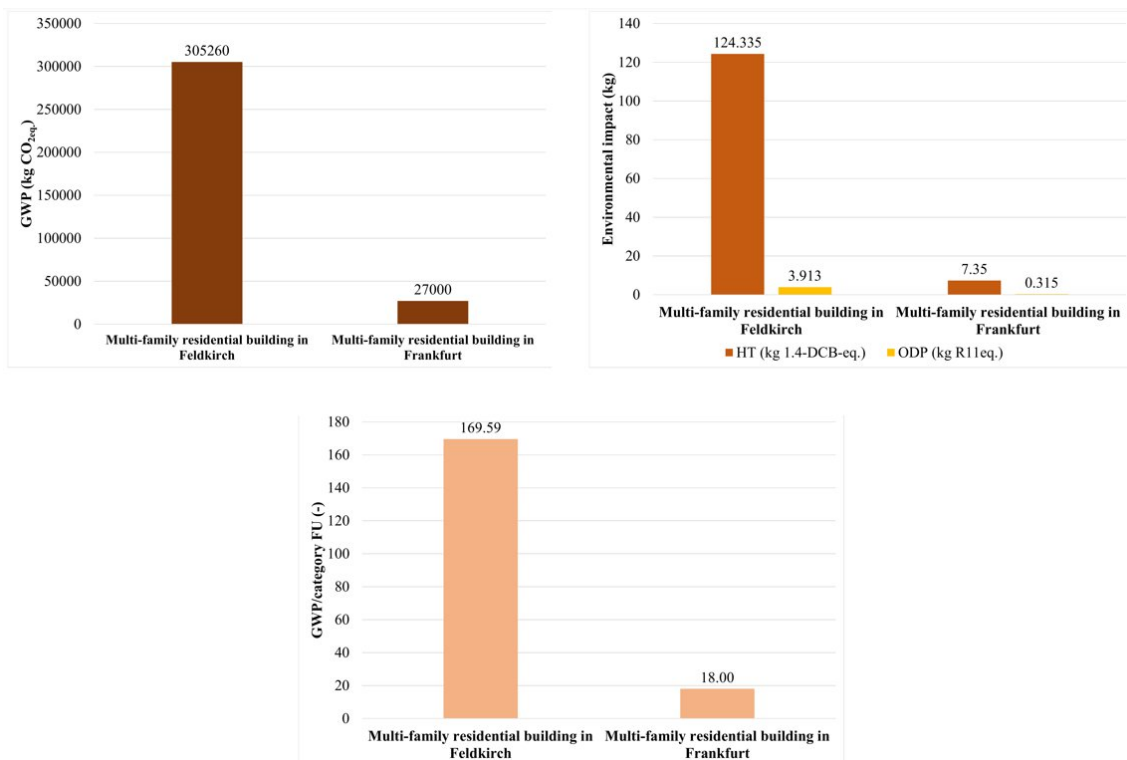 350000
305260
300000
250000
200000
150000
100000
50000
27000
0
GWP (kg CO2eq.)
Multi-family residential building in
Feldkirch
Multi-family residential building in
Frankfurt
140
124.335
120
100
80
60
40
20
7.35
3.913
0.315
0
Environmental impact (kg)
Multi-family residential building in
Feldkirch
Multi-family residential building in
Frankfurt
HT (kg 1.4-DCB-eq.)
ODP (kg R11eq.)
180
169.59
160
140
120
100
80
60
40
20
18.00
0
GWP/category FU (-)
Multi-family residential building in
Feldkirch
Multi-family residential building in
Frankfurt